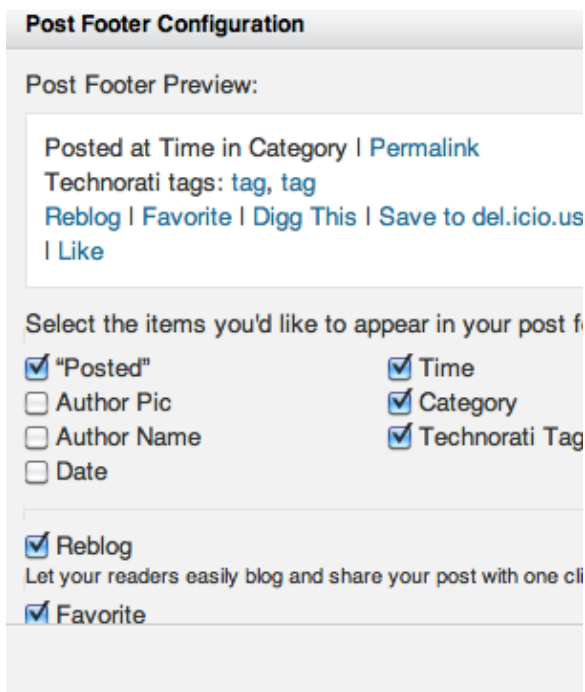 Post Footer Configuration
Post Footer Preview:
Posted at Time in Category | Permalink
Technorati tags: tag, tag
Reblog | Favorite | Digg This | Save to del.icio.us
| Like
Select the items you'd like to appear in your post
"Posted"
Time
Author Pic
Category
Author Name
Technorati Tag
Date
Reblog
Let your readers easily blog and share your post with one
Favorite